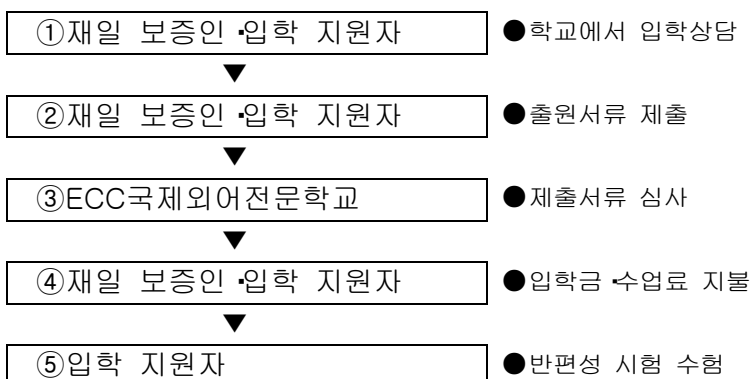 ①재일 보증인·입학 지원자 ●학교에서 입학상담
▼
②재일 보증인·입학 지원자 ●출원서류 제출
▼
③ECC국제외어전문학교 ●제출서류 심사
▼
④재일 보증인·입학 지원자 ●입학금·수업료 지불
▼
⑤입학 지원자 ●반편성 시험 수험